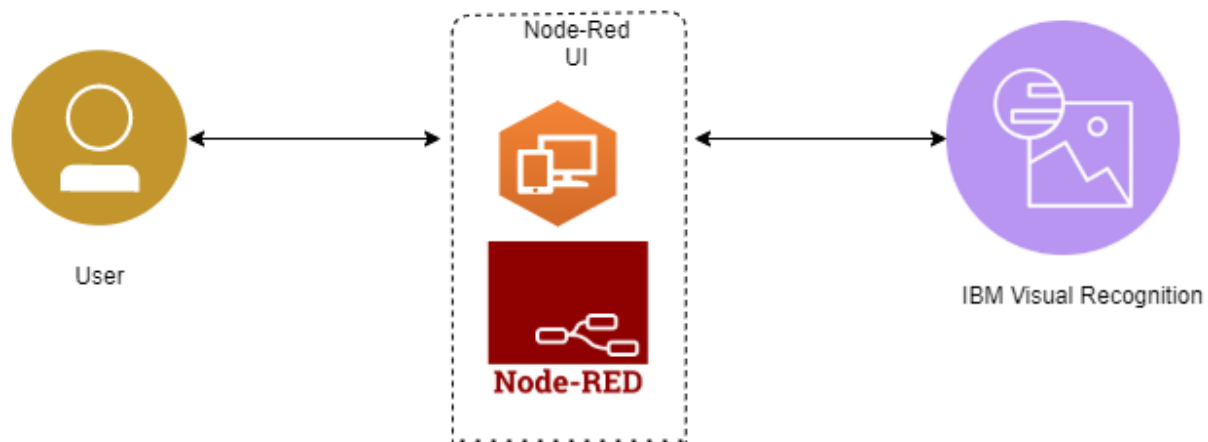 Node-Red
UI
User
Node-RED
IBM Visual Recognition